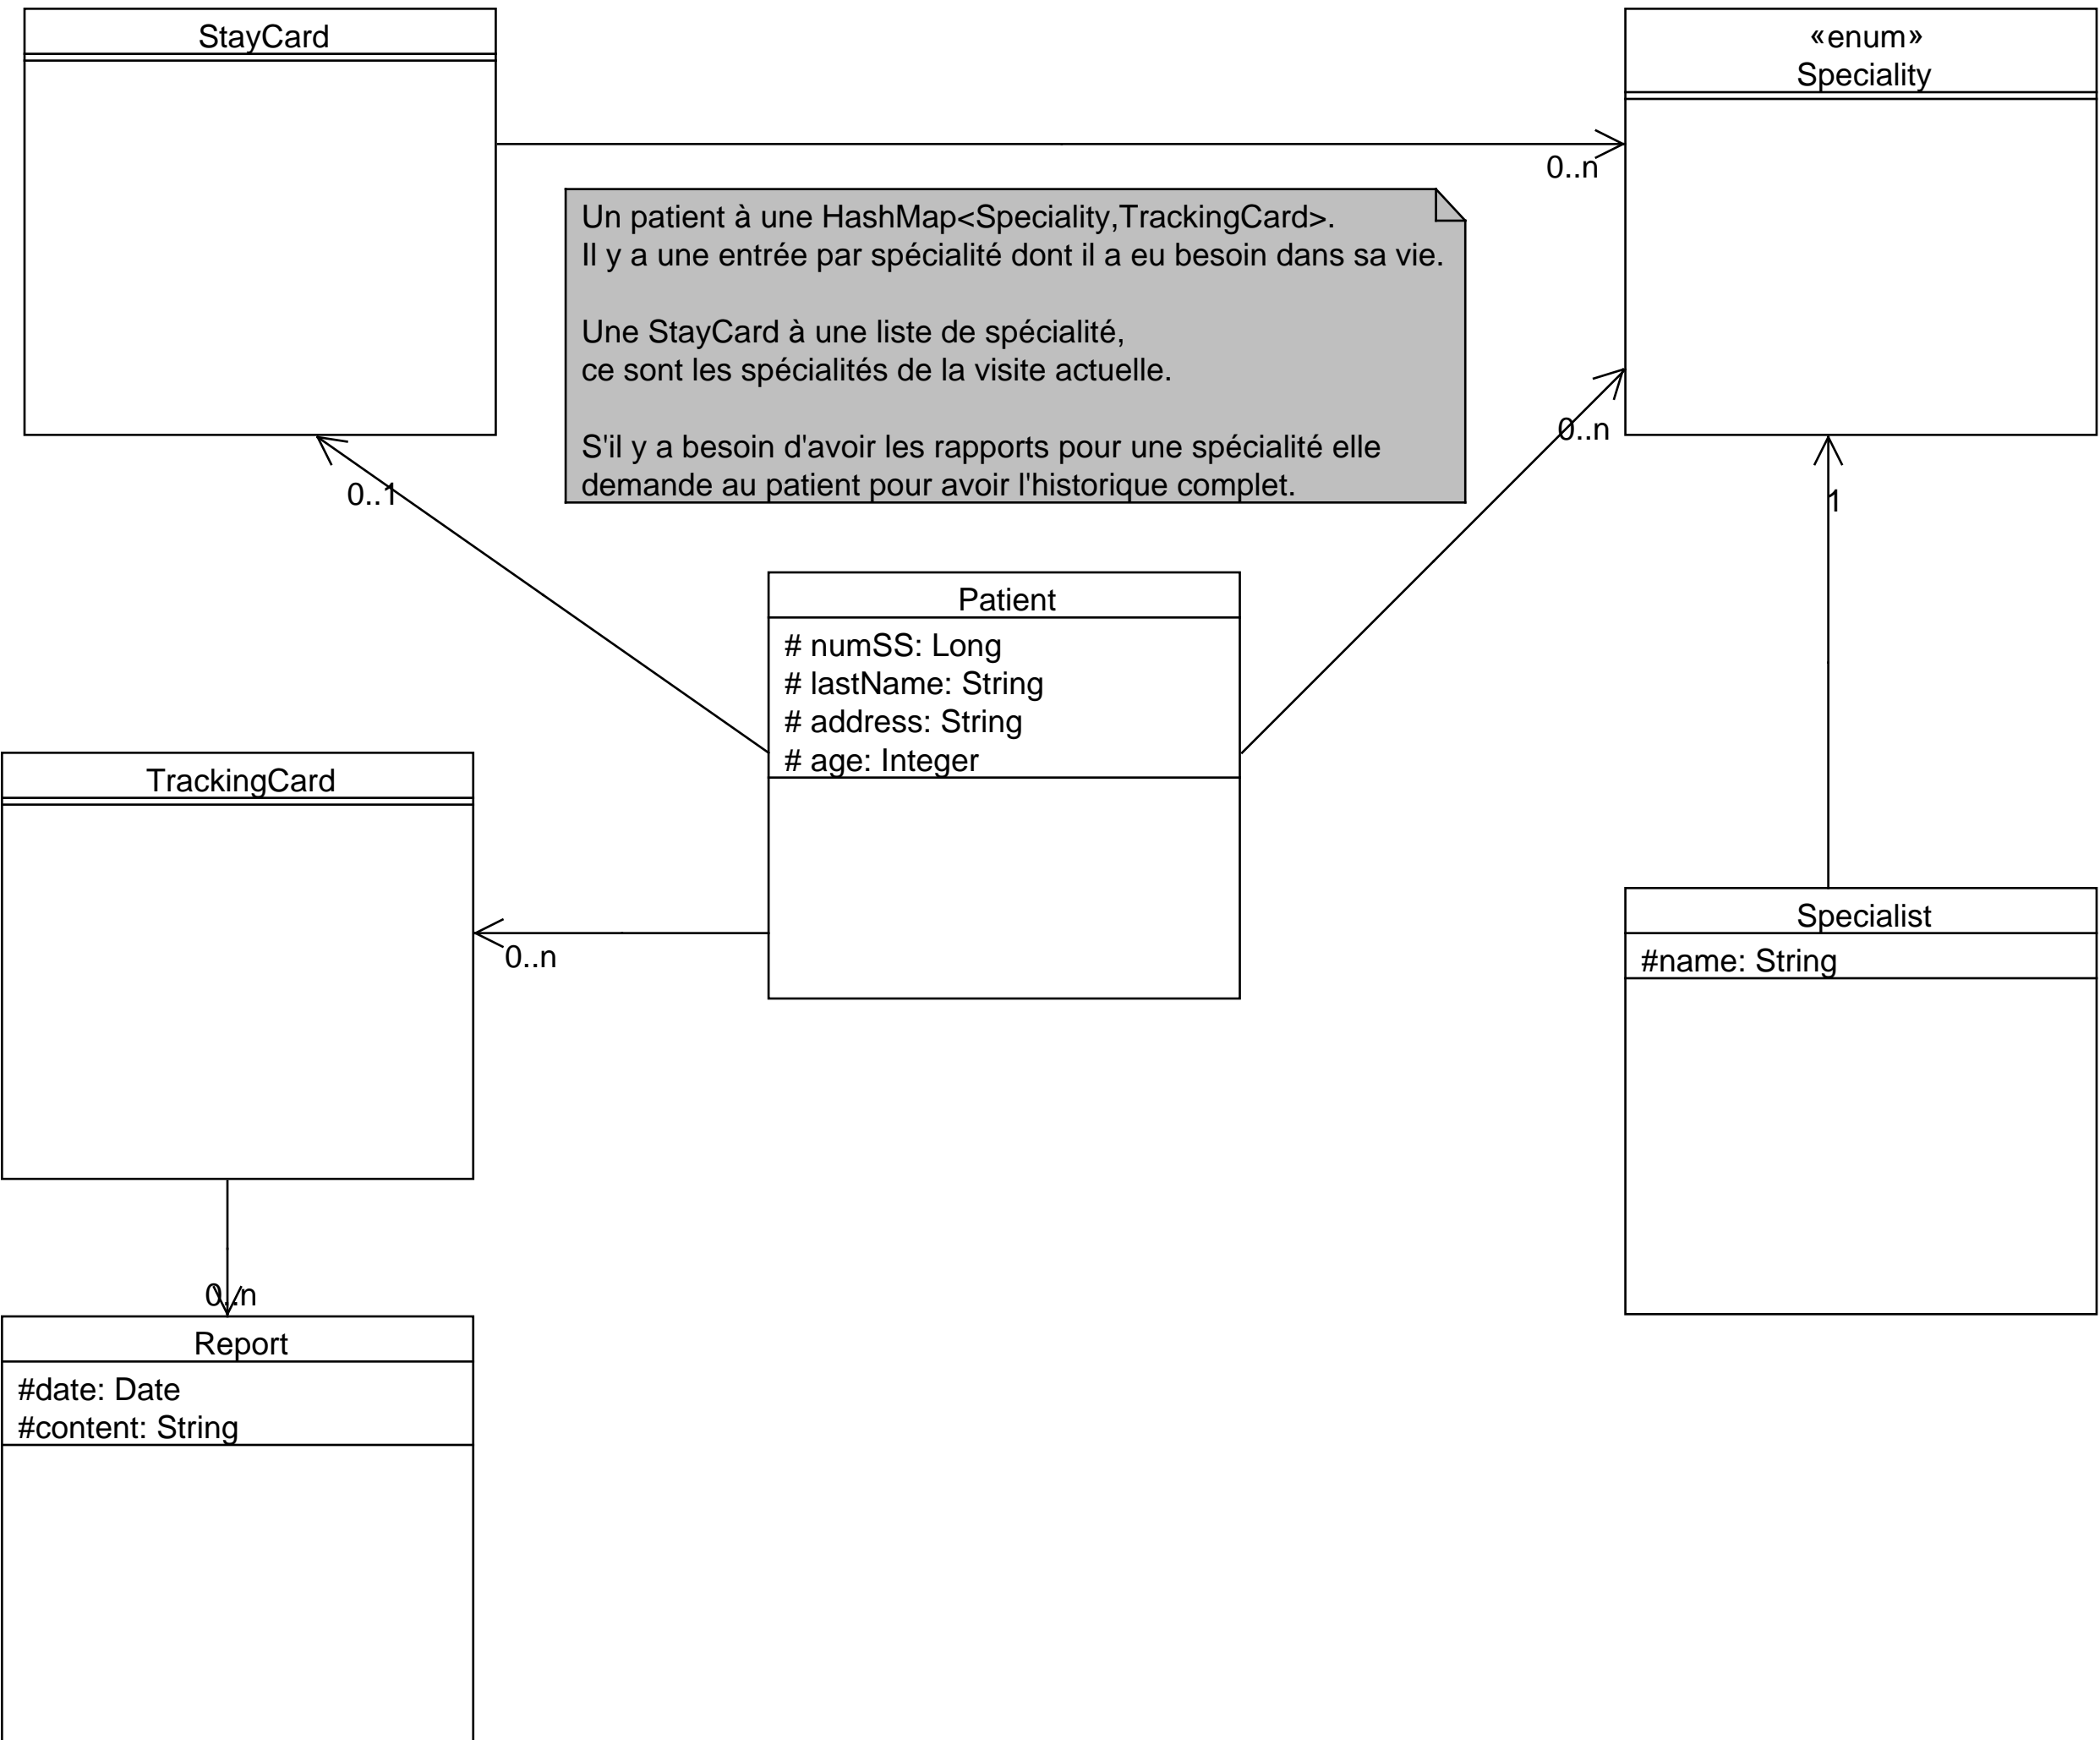 StayCard
«enum»
Speciality
0..n
Un patient à une HashMap<Speciality,TrackingCard>.
Il y a une entrée par spécialité dont il a eu besoin dans sa vie.
Une StayCard à une liste de spécialité,
ce sont les spécialités de la visite actuelle.
S'il y a besoin d'avoir les rapports pour une spécialité elle
demande au patient pour avoir l'historique complet.
0..n
0..1
1
Patient
# numSS: Long
# lastName: String
# address: String
# age: Integer
TrackingCard
0..n
Specialist
#name: String
0..n
Report
#date: Date
#content: String